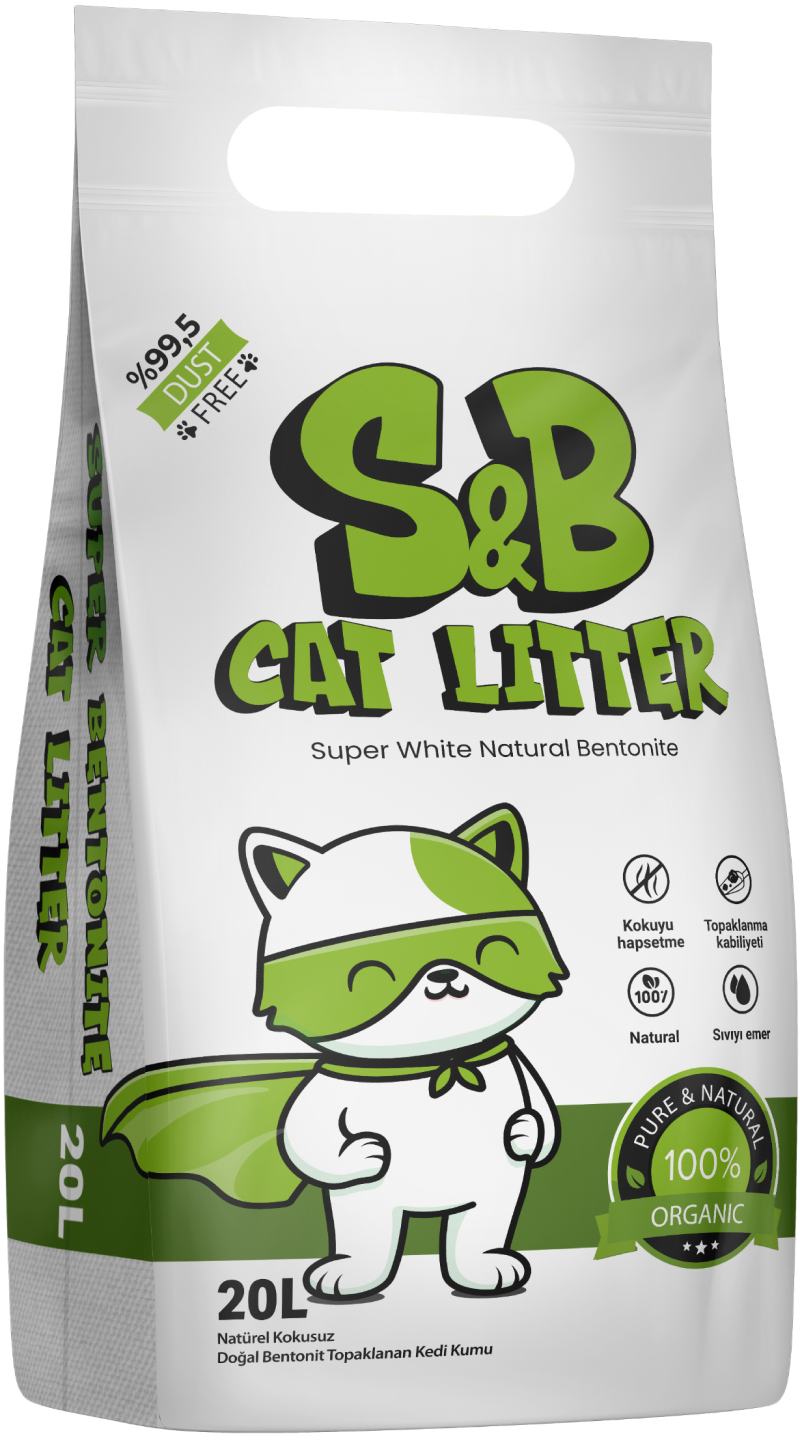 %99,5
DUST
FREE
S&B
CAT LITTER
Super White Natural Bentonite
SUPER BENTONITE
CAT LITTER
20L
Kokuyu
hapsetme
Topaklanma
kabiliyeti
100%
Natural
Sıvıyı emer
PURE & NATURAL
100%
ORGANIC
20L
Natürel Kokusuz
Doğal Bentonit Topaklanan Kedi Kumu